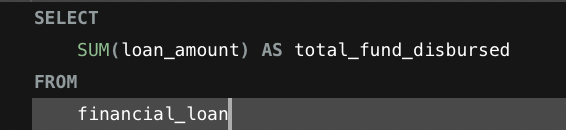 SELECT
SUM(loan_amount) AS total_fund_disbursed
FROM
financial_loan